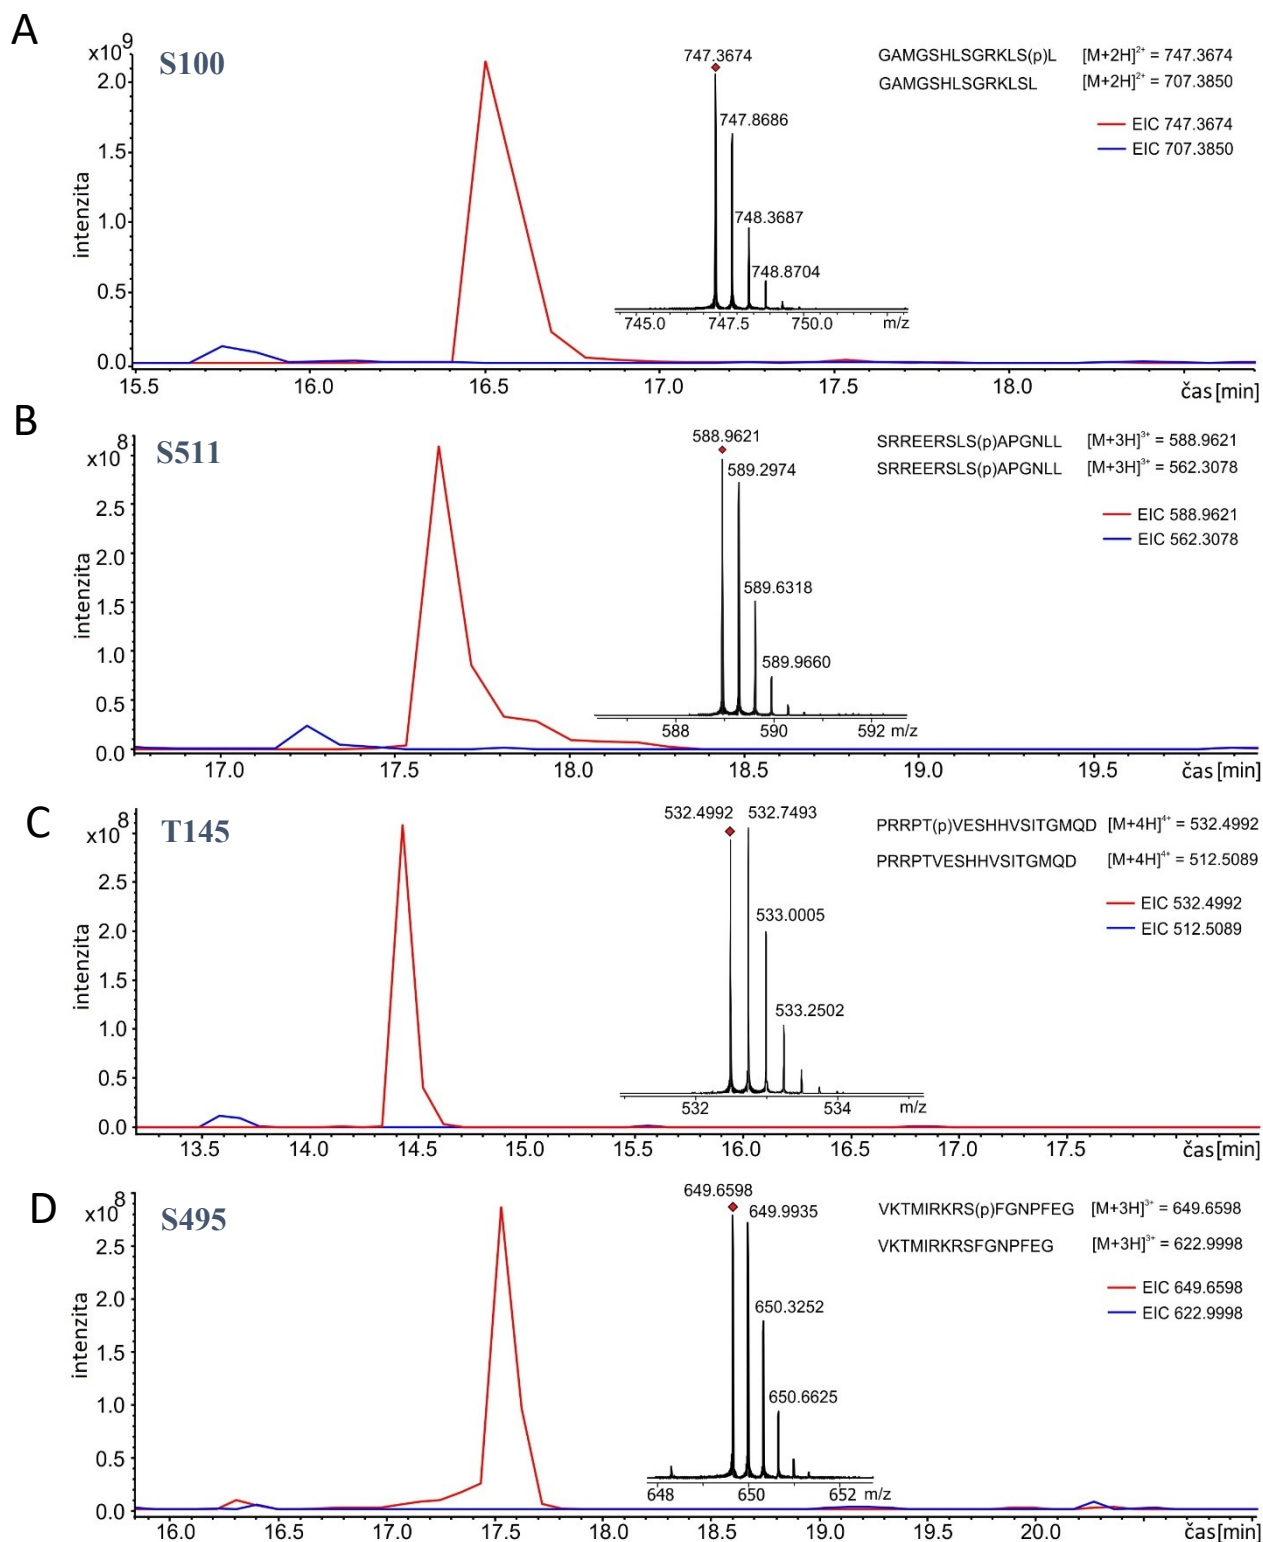 A
S100
x10⁹
2.0
1.5
1.0
0.5
0.0
intenzita
747.3674
747.8686
748.3687
748.8704
745.0 747.5 750.0 m/z
GAMGSHLSGRKLS(p)L [M+2H]²⁺ = 747.3674
GAMGSHLSGRKLSL [M+2H]²⁺ = 707.3850
EIC 747.3674
EIC 707.3850
15.5 16.0 16.5 17.0 17.5 18.0 čas [min]
B
S511
x10⁸
2.5
2.0
1.5
1.0
0.5
0.0
intenzita
588.9621
589.2974
589.6318
589.9660
588 590 592 m/z
SRREERSLS(p)APGNLL [M+3H]³⁺ = 588.9621
SRREERSLS(p)APGNLL [M+3H]³⁺ = 562.3078
EIC 588.9621
EIC 562.3078
17.0 17.5 18.0 18.5 19.0 19.5 čas [min]
C
T145
x10⁸
2.5
2.0
1.5
1.0
0.5
0.0
intenzita
532.4992 532.7493
533.0005
533.2502
532 534 m/z
PRRPT(p)VESHHVSITGMQD [M+4H]⁴⁺ = 532.4992
PRRPTVESHHVSITGMQD [M+4H]⁴⁺ = 512.5089
EIC 532.4992
EIC 512.5089
13.5 14.0 14.5 15.0 15.5 16.0 16.5 17.0 17.5 čas [min]
D
S495
x10⁸
2.5
2.0
1.5
1.0
0.5
0.0
intenzita
649.6598
649.9935
650.3252
650.6625
648 650 652 m/z
VKTMIRKRS(p)FGNPFEG [M+3H]³⁺ = 649.6598
VKTMIRKRSFGNPFEG [M+3H]³⁺ = 622.9998
EIC 649.6598
EIC 622.9998
16.0 16.5 17.0 17.5 18.0 18.5 19.0 19.5 20.0 čas [min]